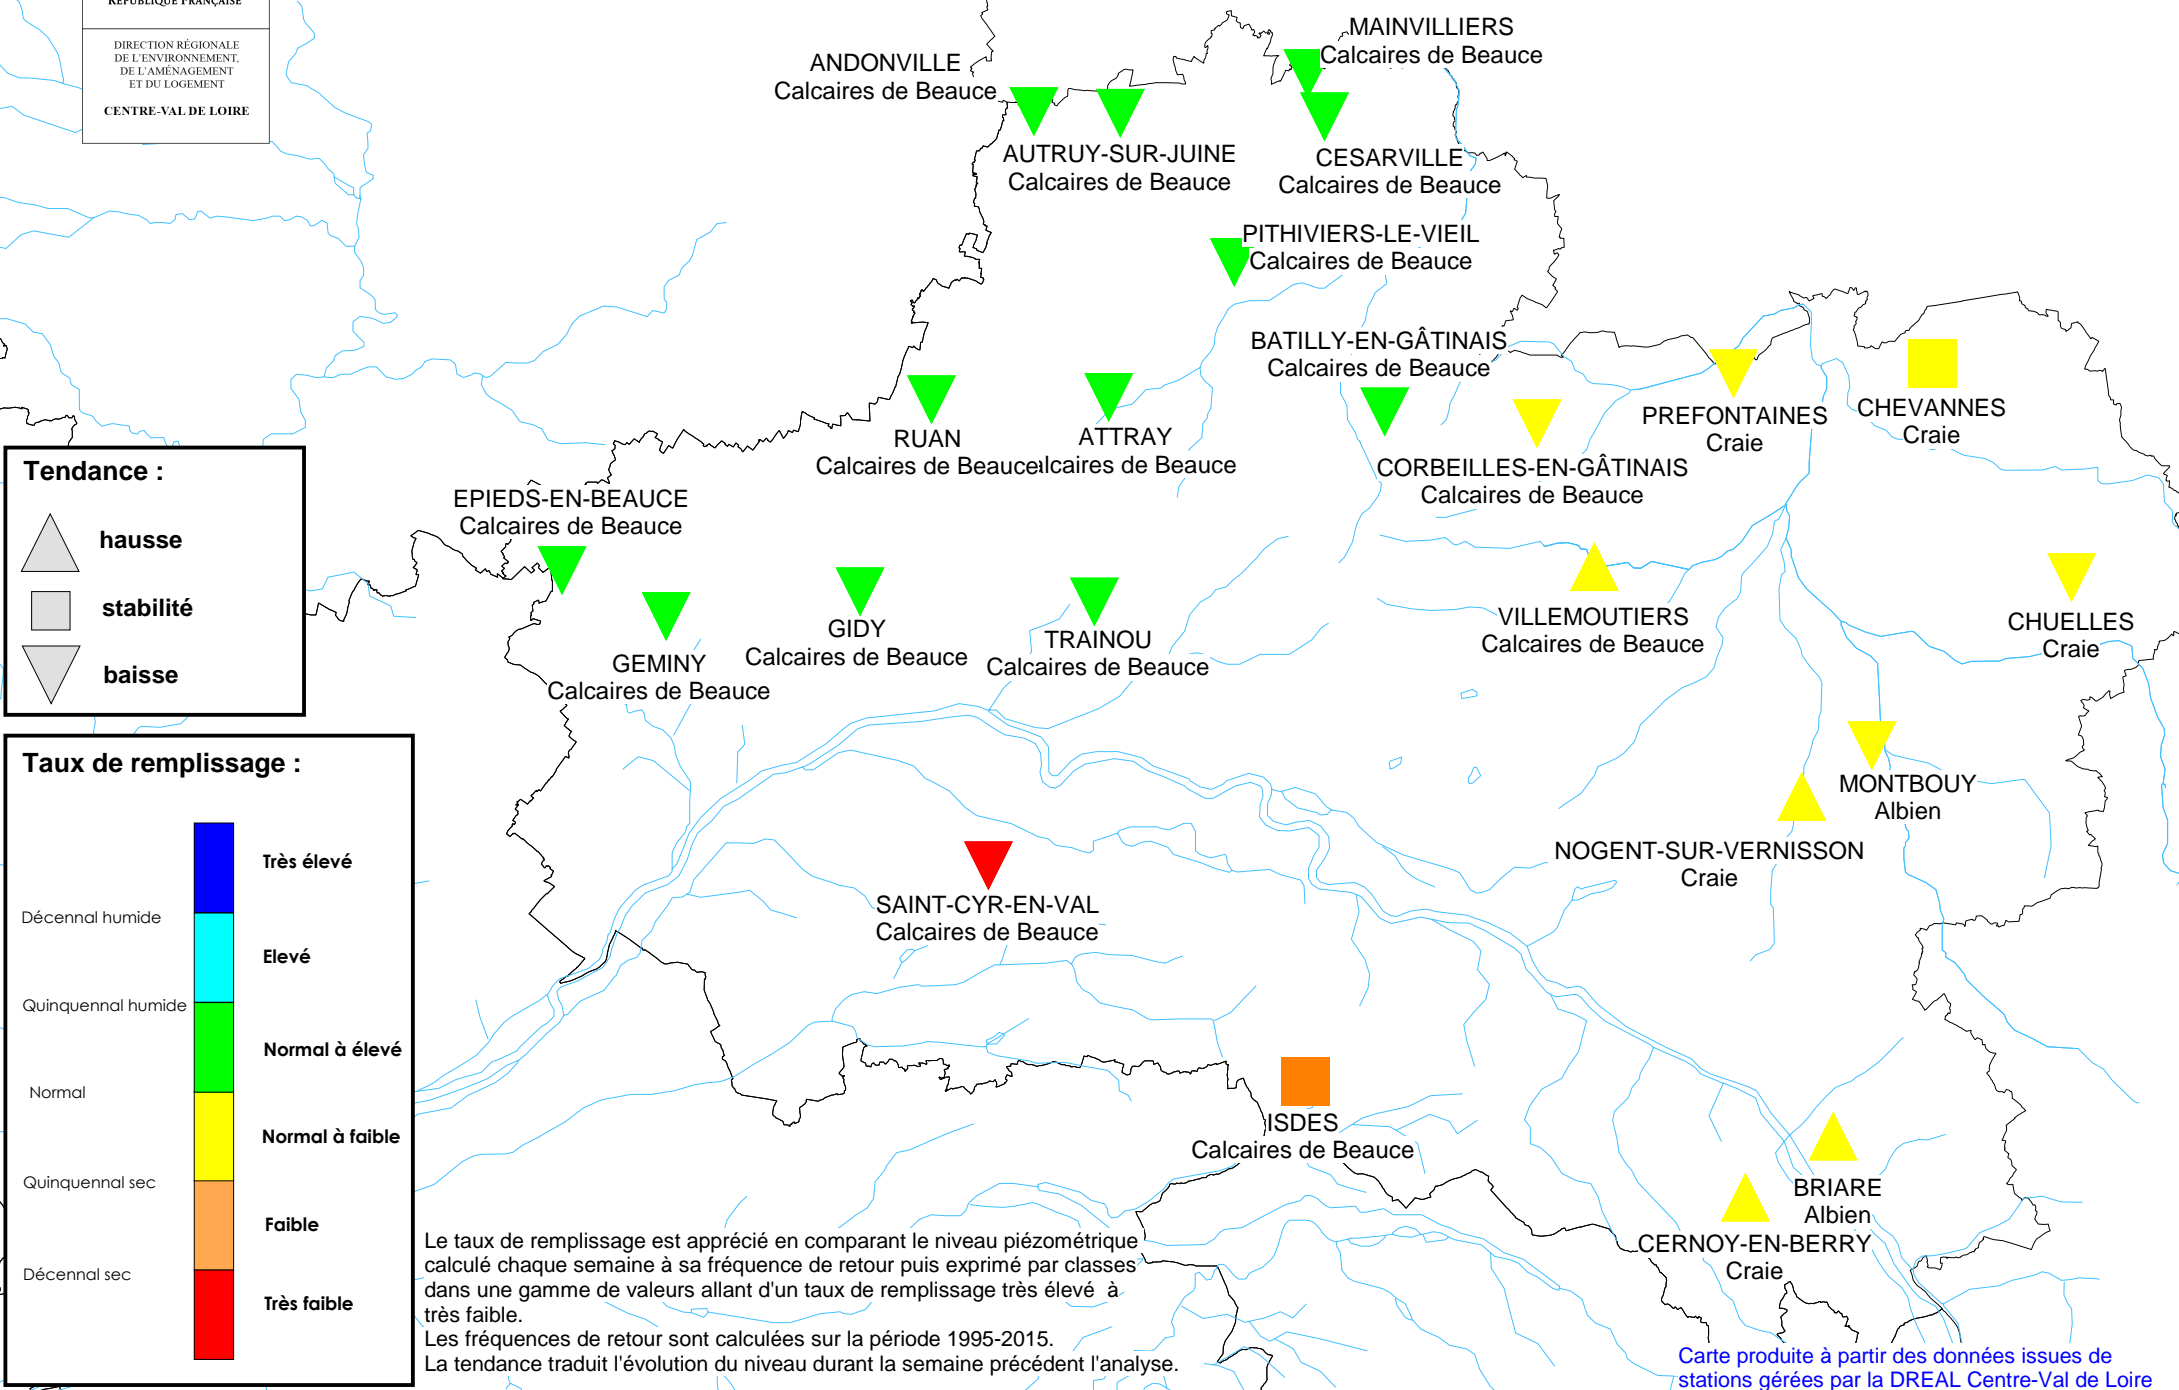 RÉPUBLIQUE FRANÇAISE
DIRECTION RÉGIONALE
DE L'ENVIRONNEMENT,
DE L'AMÉNAGEMENT
ET DU LOGEMENT
CENTRE-VAL DE LOIRE
MAINVILLIERS
Calcaires de Beauce
ANDONVILLE
Calcaires de Beauce
AUTRUY-SUR-JUINE
Calcaires de Beauce
CESARVILLE
Calcaires de Beauce
PITHIVIERS-LE-VIEIL
Calcaires de Beauce
BATILLY-EN-GÂTINAIS
Calcaires de Beauce
PREFONTAINES
Craie
CHEVANNES
Craie
RUAN
Calcaires de Beauce
ATTRAY
alcaires de Beauce
CORBEILLES-EN-GÂTINAIS
Calcaires de Beauce
EPIEDS-EN-BEAUCE
Calcaires de Beauce
GEMINY
Calcaires de Beauce
GIDY
Calcaires de Beauce
TRAINOU
Calcaires de Beauce
VILLEMOUTIERS
Calcaires de Beauce
CHUELLES
Craie
MONTBOUY
Albien
NOGENT-SUR-VERNISSON
Craie
SAINT-CYR-EN-VAL
Calcaires de Beauce
ISDES
Calcaires de Beauce
BRIARE
Albien
CERNOY-EN-BERRY
Craie
Tendance :
hausse
stabilité
baisse
Taux de remplissage :
Très élevé
Décennal humide
Elevé
Quinquennal humide
Normal à élevé
Normal
Normal à faible
Quinquennal sec
Faible
Décennal sec
Très faible
Le taux de remplissage est apprécié en comparant le niveau piézométrique
calculé chaque semaine à sa fréquence de retour puis exprimé par classes
dans une gamme de valeurs allant d'un taux de remplissage très élevé à
très faible.
Les fréquences de retour sont calculées sur la période 1995-2015.
La tendance traduit l'évolution du niveau durant la semaine précédent l'analyse.
Carte produite à partir des données issues de
stations gérées par la DREAL Centre-Val de Loire